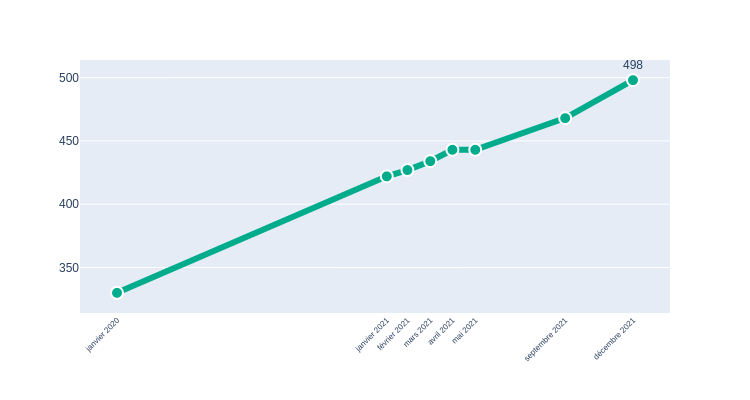 498
500
450
400
350
janvier 2020
janvier 2021
février 2021
mars 2021
avril 2021
mai 2021
septembre 2021
décembre 2021